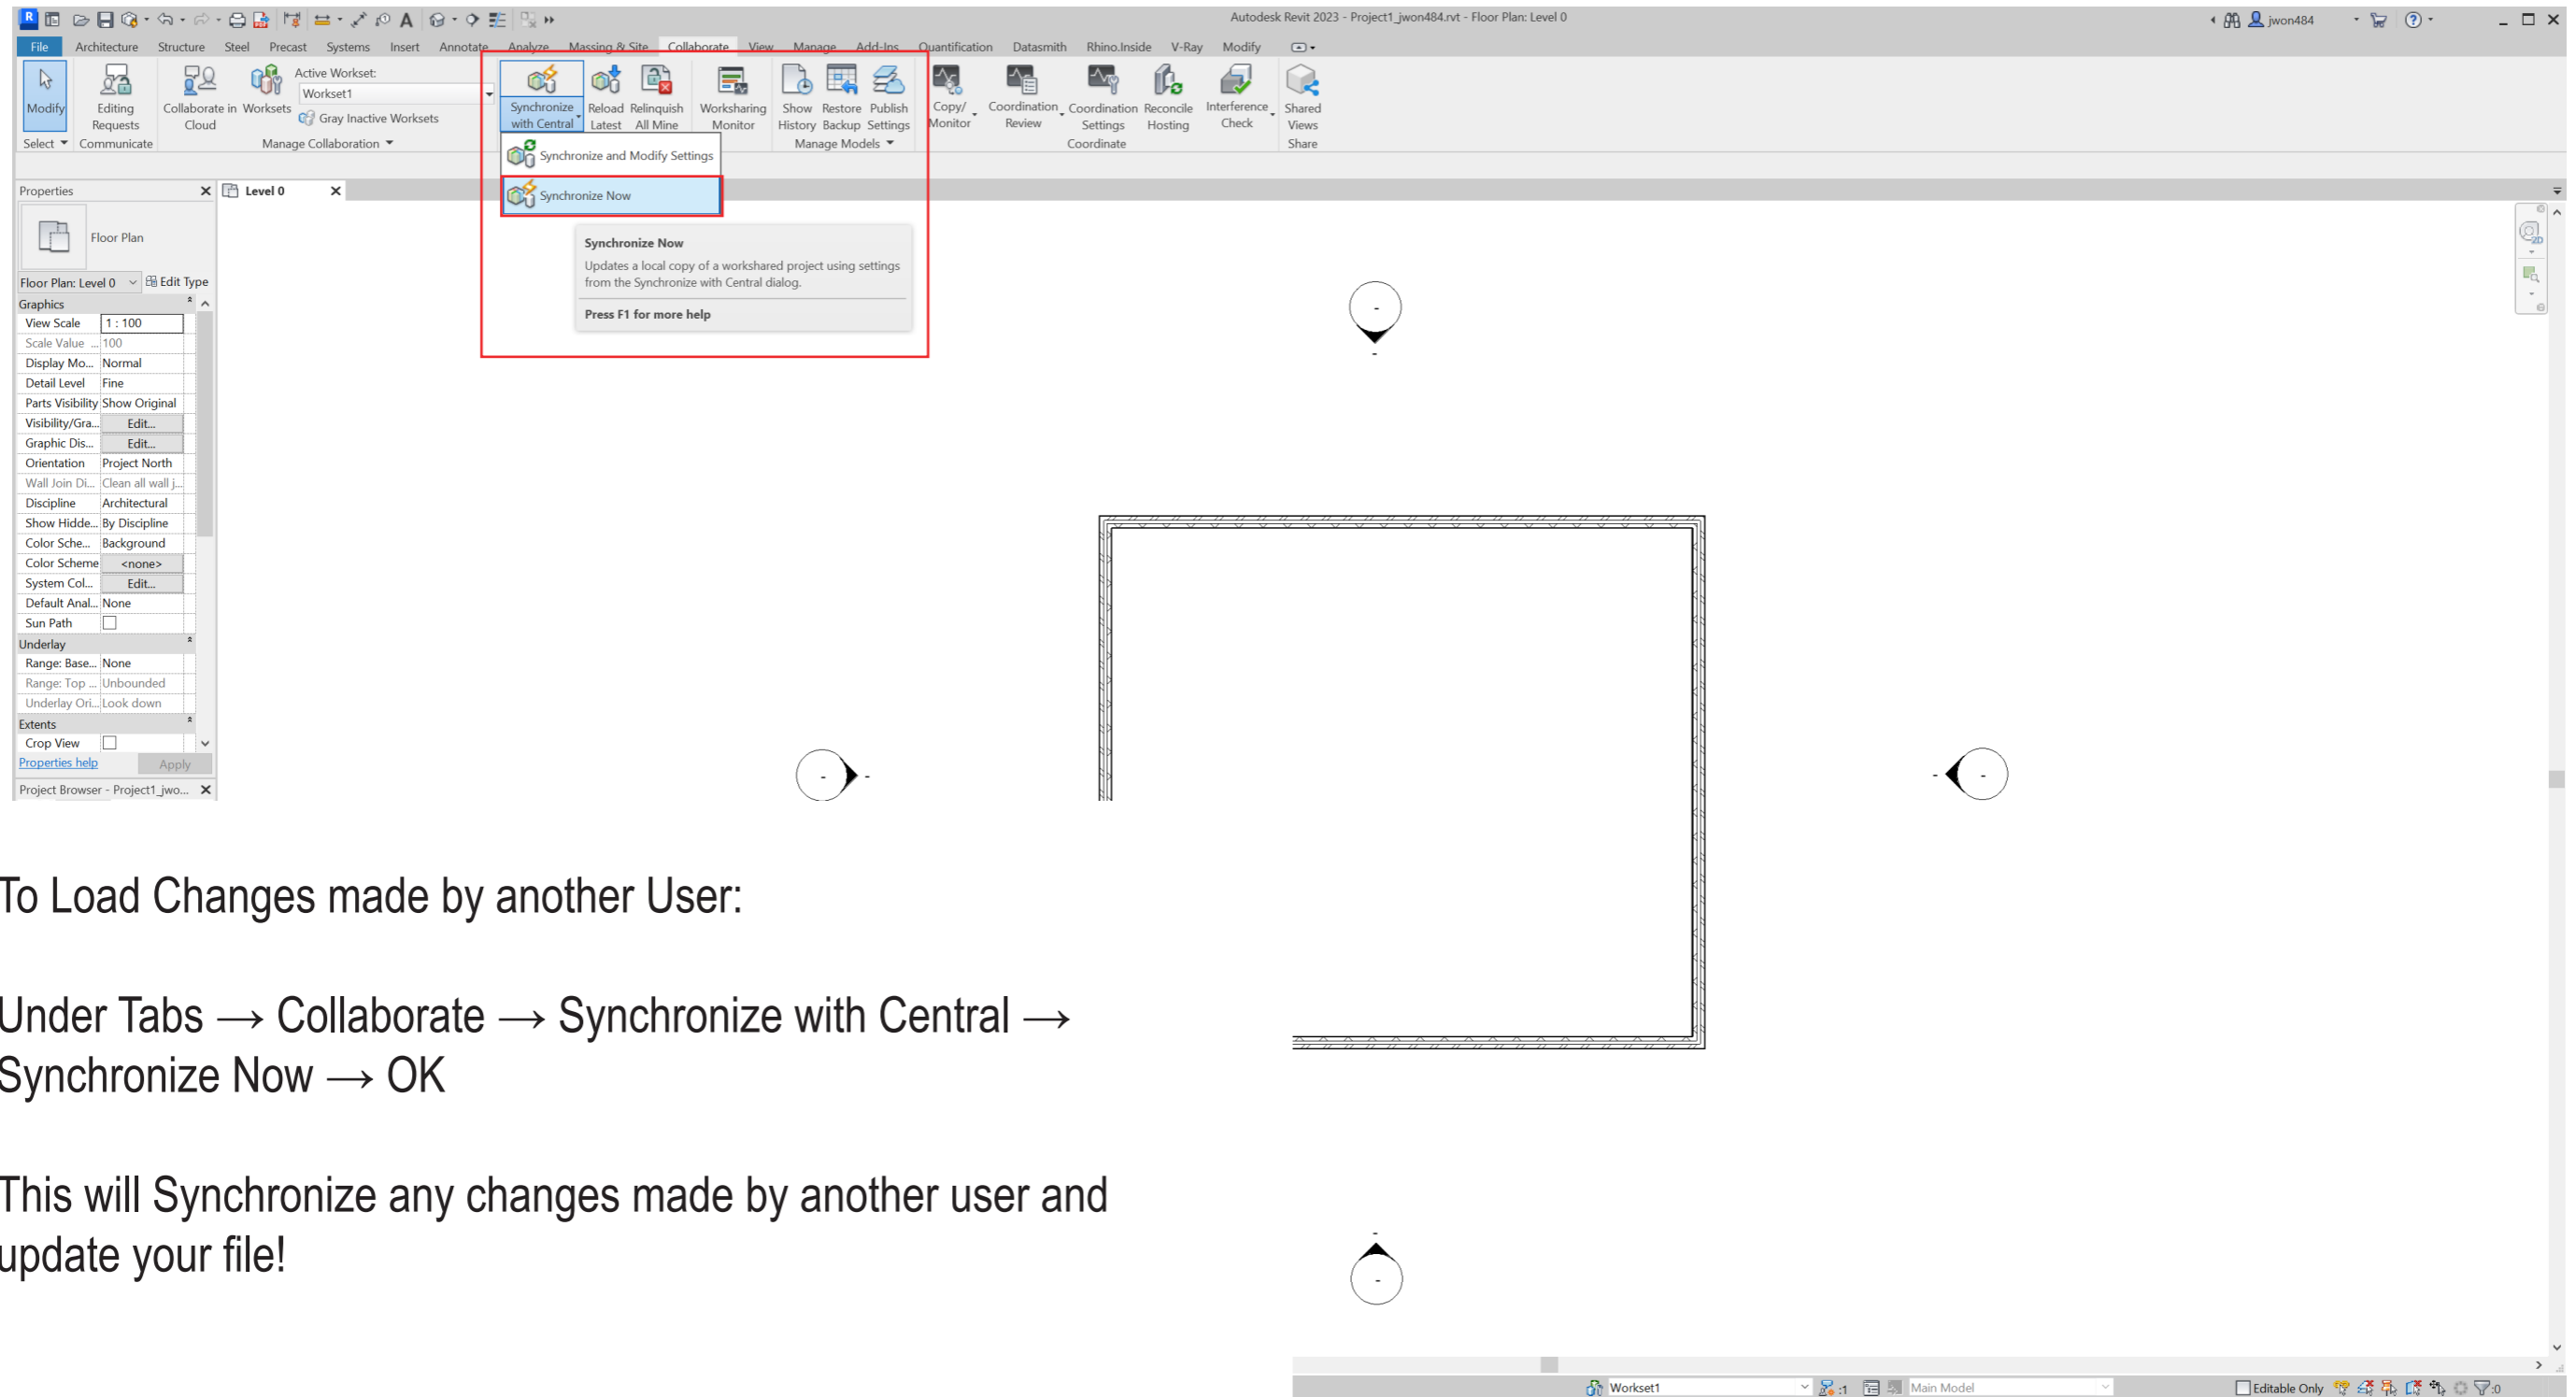 Autodesk Revit 2023 - Project1_jwon484.rvt - Floor Plan: Level 0
jwon484
File Architecture Structure Steel Precast Systems Insert Annotate Analyze Massing & Site Collaborate View Manage Add-Ins Quantification Datasmith Rhino.Inside V-Ray Modify
Modify
Editing
Requests
Collaborate in
Cloud
Worksets
Active Workset:
Workset1
Gray Inactive Worksets
Synchronize
with Central
Reload
Latest
Relinquish
All Mine
Worksharing
Monitor
Show
History
Restore
Backup
Publish
Settings
Copy/
Monitor
Coordination
Review
Coordination
Settings
Reconcile
Hosting
Interference
Check
Shared
Views
Select Communicate Manage Collaboration Manage Models Coordinate Share
Synchronize and Modify Settings
Synchronize Now
Synchronize Now
Updates a local copy of a workshared project using settings
from the Synchronize with Central dialog.
Press F1 for more help
Properties
Level 0
Floor Plan
Floor Plan: Level 0 Edit Type
Graphics
View Scale 1 : 100
Scale Value ... 100
Display Mo... Normal
Detail Level Fine
Parts Visibility Show Original
Visibility/Gra... Edit...
Graphic Dis... Edit...
Orientation Project North
Wall Join Di... Clean all wall j...
Discipline Architectural
Show Hidde... By Discipline
Color Sche... Background
Color Scheme <none>
System Col... Edit...
Default Anal... None
Sun Path
Underlay
Range: Base... None
Range: Top ... Unbounded
Underlay Ori... Look down
Extents
Crop View
Properties help Apply
Project Browser - Project1_jwo...
To Load Changes made by another User:
Under Tabs → Collaborate → Synchronize with Central →
Synchronize Now → OK
This will Synchronize any changes made by another user and
update your file!
Workset1 :1 Main Model Editable Only :0